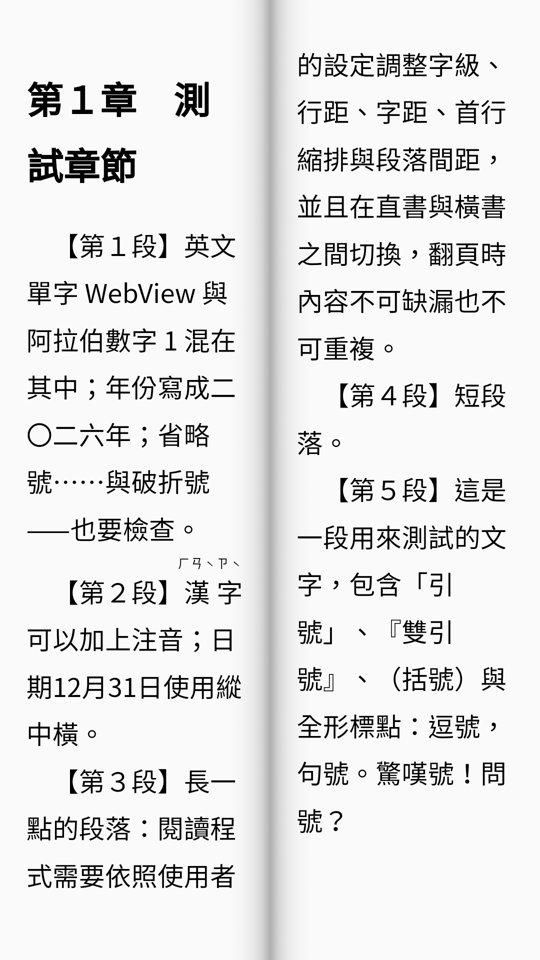 第１章　測
試章節
【第１段】英文
單字 WebView 與
阿拉伯數字 1 混在
其中；年份寫成二
〇二六年；省略
號……與破折號
——也要檢查。
ㄏㄢˋㄗˋ
【第２段】漢字
可以加上注音；日
期12月31日使用縱
中橫。
【第３段】長一
點的段落：閱讀程
式需要依照使用者
的設定調整字級、
行距、字距、首行
縮排與段落間距，
並且在直書與橫書
之間切換，翻頁時
內容不可缺漏也不
可重複。
【第４段】短段
落。
【第５段】這是
一段用來測試的文
字，包含「引
號」、『雙引
號』、（括號）與
全形標點：逗號，
句號。驚嘆號！問
號？